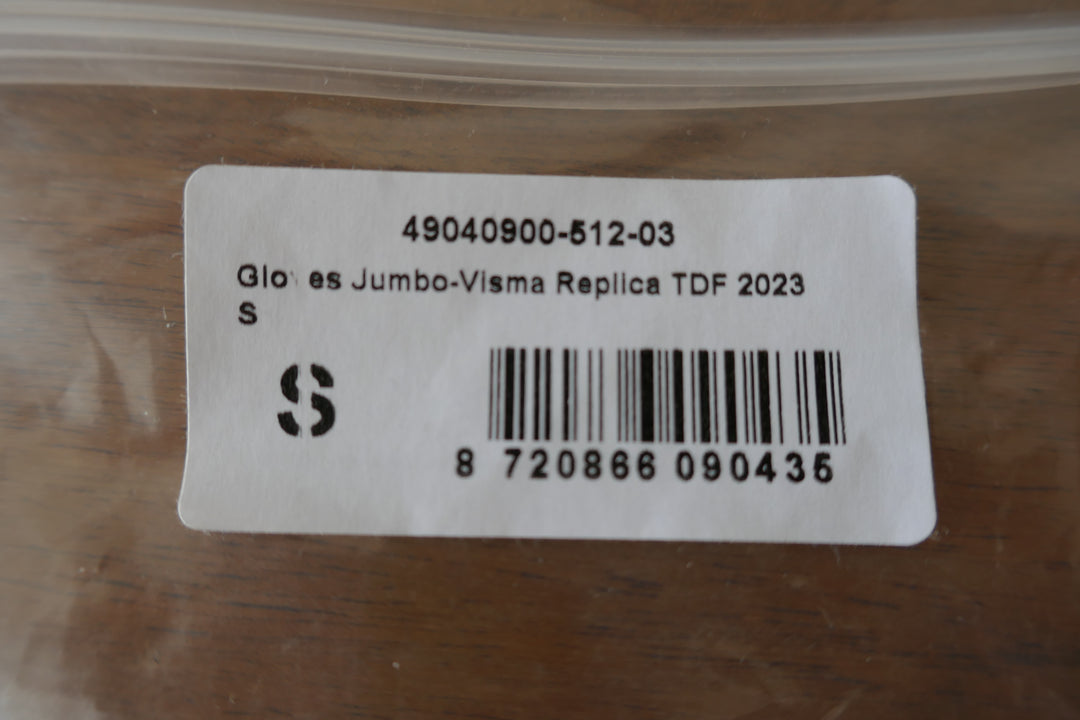 49040900-512-03
Gloves Jumbo-Visma Replica TDF 2023
S
S
8 720866 090435